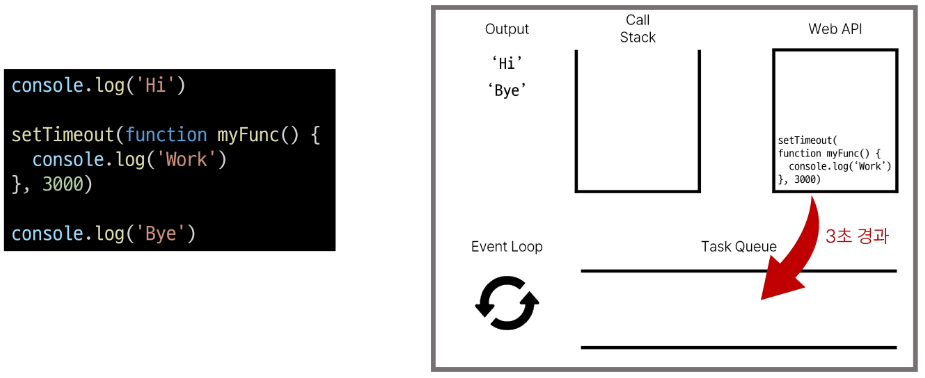 console.log('Hi')
setTimeout(function myFunc() {
  console.log('Work')
}, 3000)
console.log('Bye')
Output
Call
Stack
Web API
‘Hi’
‘Bye’
setTimeout(
function myFunc() {
  console.log(‘Work’)
}, 3000)
3초 경과
Event Loop
Task Queue